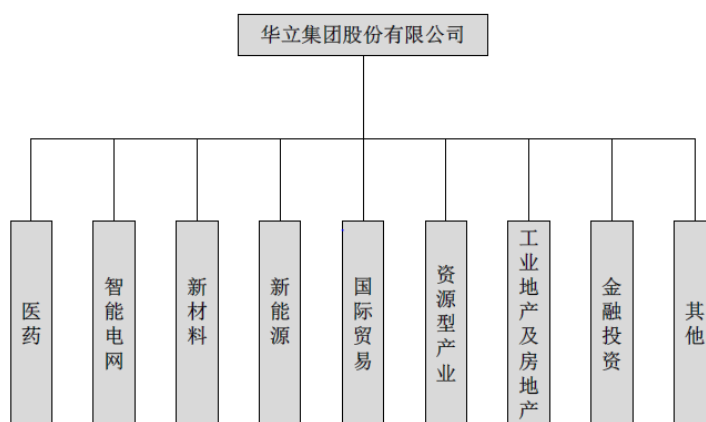 华立集团股份有限公司
医药
智能电网
新材料
新能源
国际贸易
资源型产业
工业地产及房地产
金融投资
其他